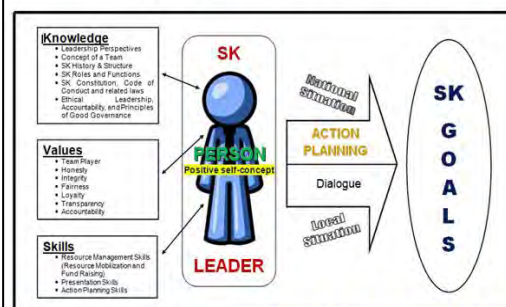 Knowledge
• Leadership Perspectives
• Concept of a Team
• SK History & Structure
• SK Roles and Functions
• SK Constitution, Code of
Conduct and related laws
• Ethical Leadership,
Accountability, and Principles
of Good Governance
Values
• Team Player
• Honesty
• Integrity
• Fairness
• Loyalty
• Transparency
• Accountability
Skills
• Resource Management Skills
(Resource Mobilization and
Fund Raising)
• Presentation Skills
• Action Planning Skills
SK
PERSON
Positive self-concept
LEADER
National
Situation
ACTION
PLANNING
Dialogue
Local
Situation
SK
GOALS